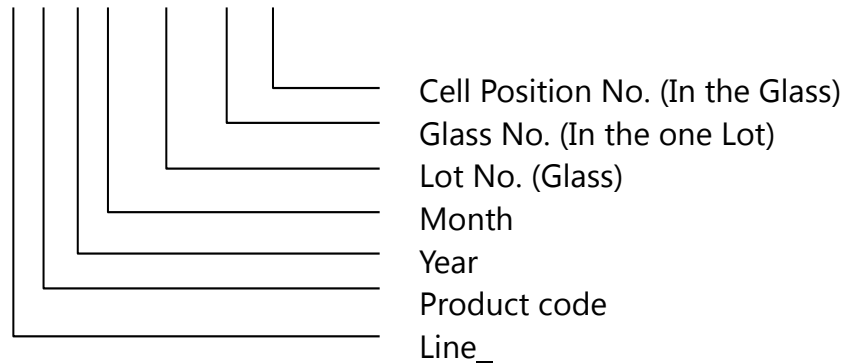 Cell Position No. (In the Glass)
Glass No. (In the one Lot)
Lot No. (Glass)
Month
Year
Product code
Line_